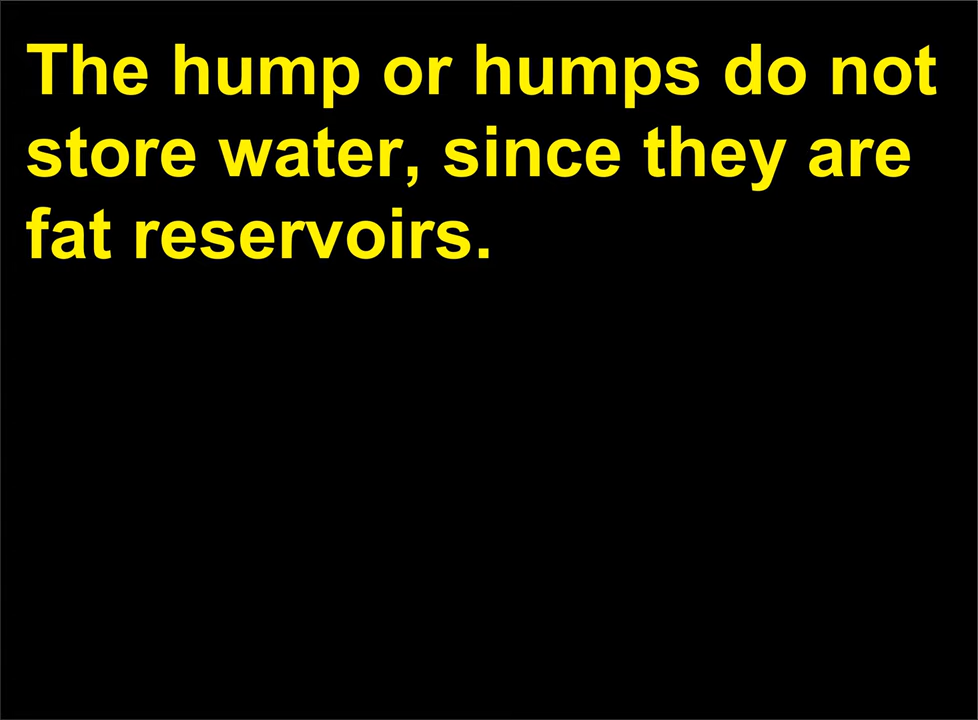 The hump or humps do not
store water, since they are
fat reservoirs.